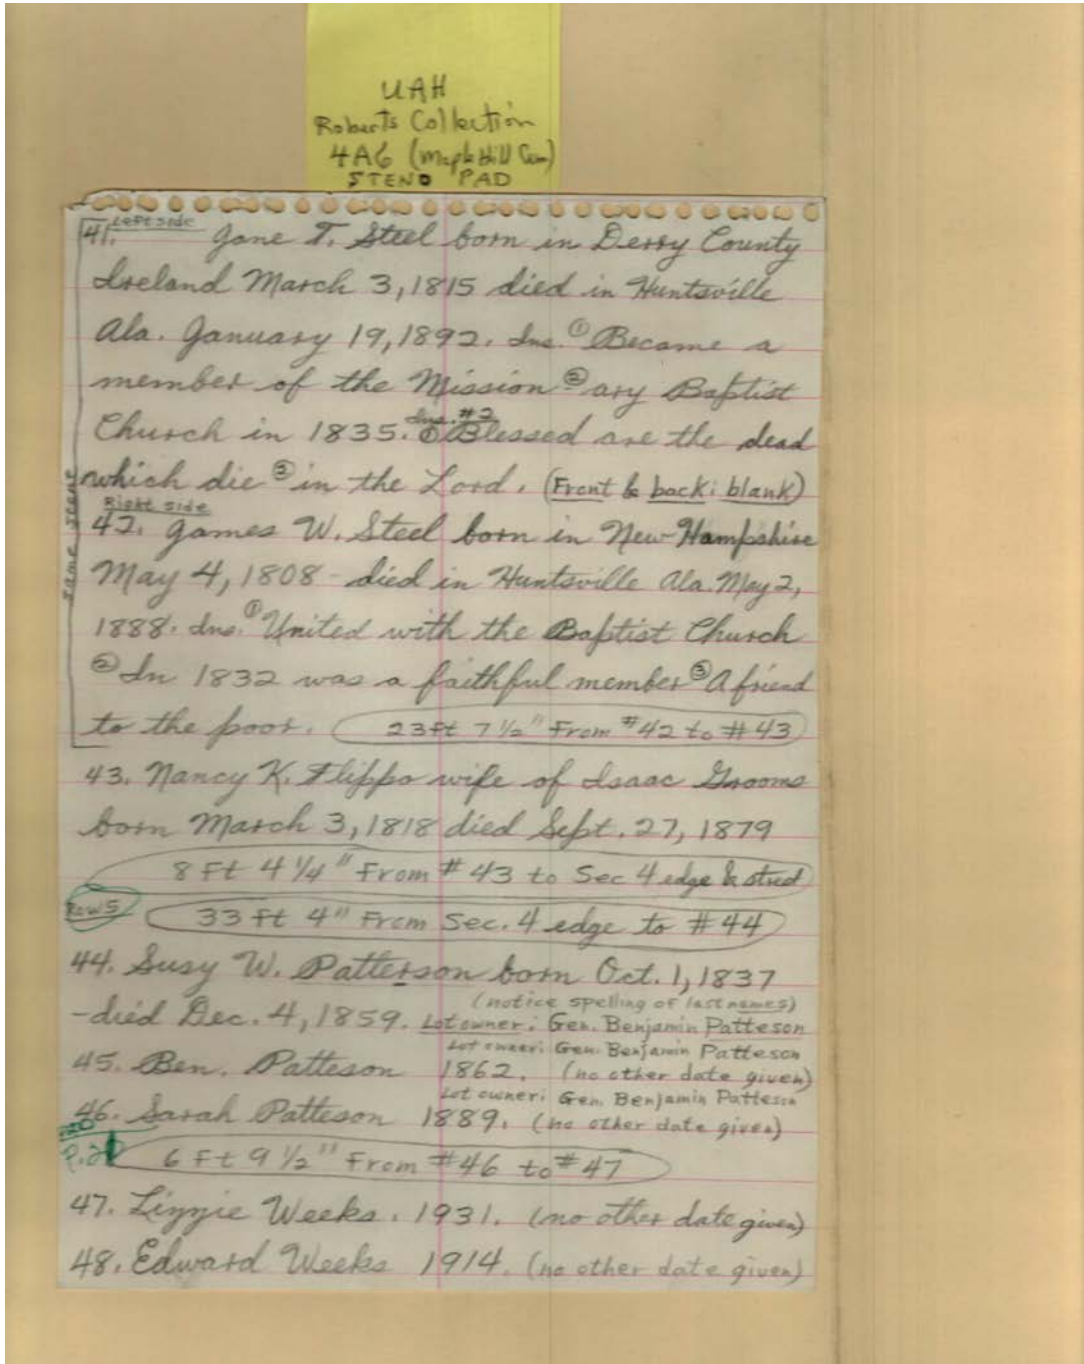 UAH
Roberts Collection
4A6 (Maple Hill Cem)
STENO PAD
Left side
41. Jane T. Steel born in Derry County
Ireland March 3, 1815 died in Huntsville
Ala. January 19, 1892. Ins. ① Became a
member of the Mission ② ary Baptist
Church in 1835. Ins. #2 ① Blessed are the dead
which die ② in the Lord. (Front & back: blank)
same stone
Right side
42. James W. Steel born in New Hampshire
May 4, 1808 - died in Huntsville Ala. May 2,
1888. Ins. ① United with the Baptist Church
② In 1832 was a faithful member ③ A friend
to the poor. 23 ft 7 1/2" From #42 to #43
43. Nancy K. Flippo wife of Isaac Grooms
born March 3, 1818 died Sept. 27, 1879
8 Ft 4 1/4" From #43 to Sec 4 edge & stud
Row 5 33 Ft 4" From Sec. 4 edge to #44
44. Susy W. Patterson born Oct. 1, 1837
(notice spelling of last names)
-died Dec. 4, 1859. Lot owner: Gen. Benjamin Patteson
Lot owner: Gen. Benjamin Patteson
45. Ben. Patteson 1862. (no other date given)
Lot owner: Gen. Benjamin Patteson
46. Sarah Patteson 1889. (no other date given)
6 Ft 9 1/2" From #46 to #47
47. Lizzie Weeks. 1931. (no other date given)
48. Edward Weeks 1914. (no other date given)